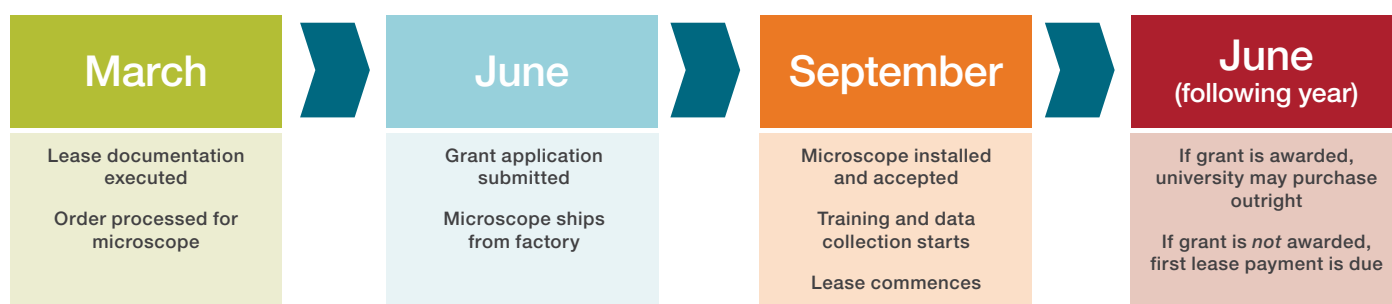 March
Lease documentation
executed
Order processed for
microscope
June
Grant application
submitted
Microscope ships
from factory
September
Microscope installed
and accepted
Training and data
collection starts
Lease commences
June
(following year)
If grant is awarded,
university may purchase
outright
If grant is not awarded,
first lease payment is due